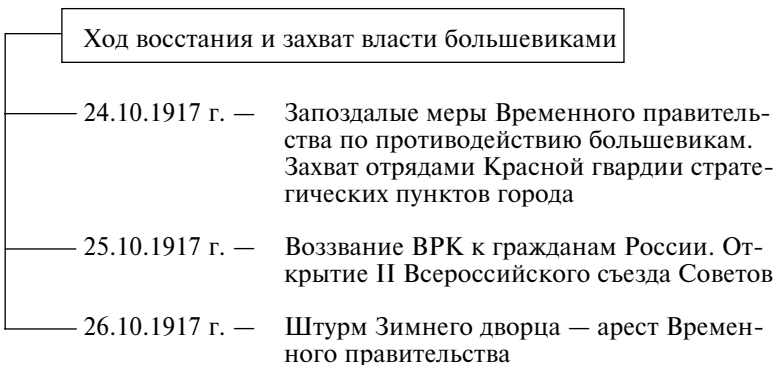 Ход восстания и захват власти большевиками
24.10.1917 г. — Запоздалые меры Временного правитель-
ства по противодействию большевикам.
Захват отрядами Красной гвардии страте-
гических пунктов города
25.10.1917 г. — Воззвание ВРК к гражданам России. От-
крытие II Всероссийского съезда Советов
26.10.1917 г. — Штурм Зимнего дворца — арест Времен-
ного правительства